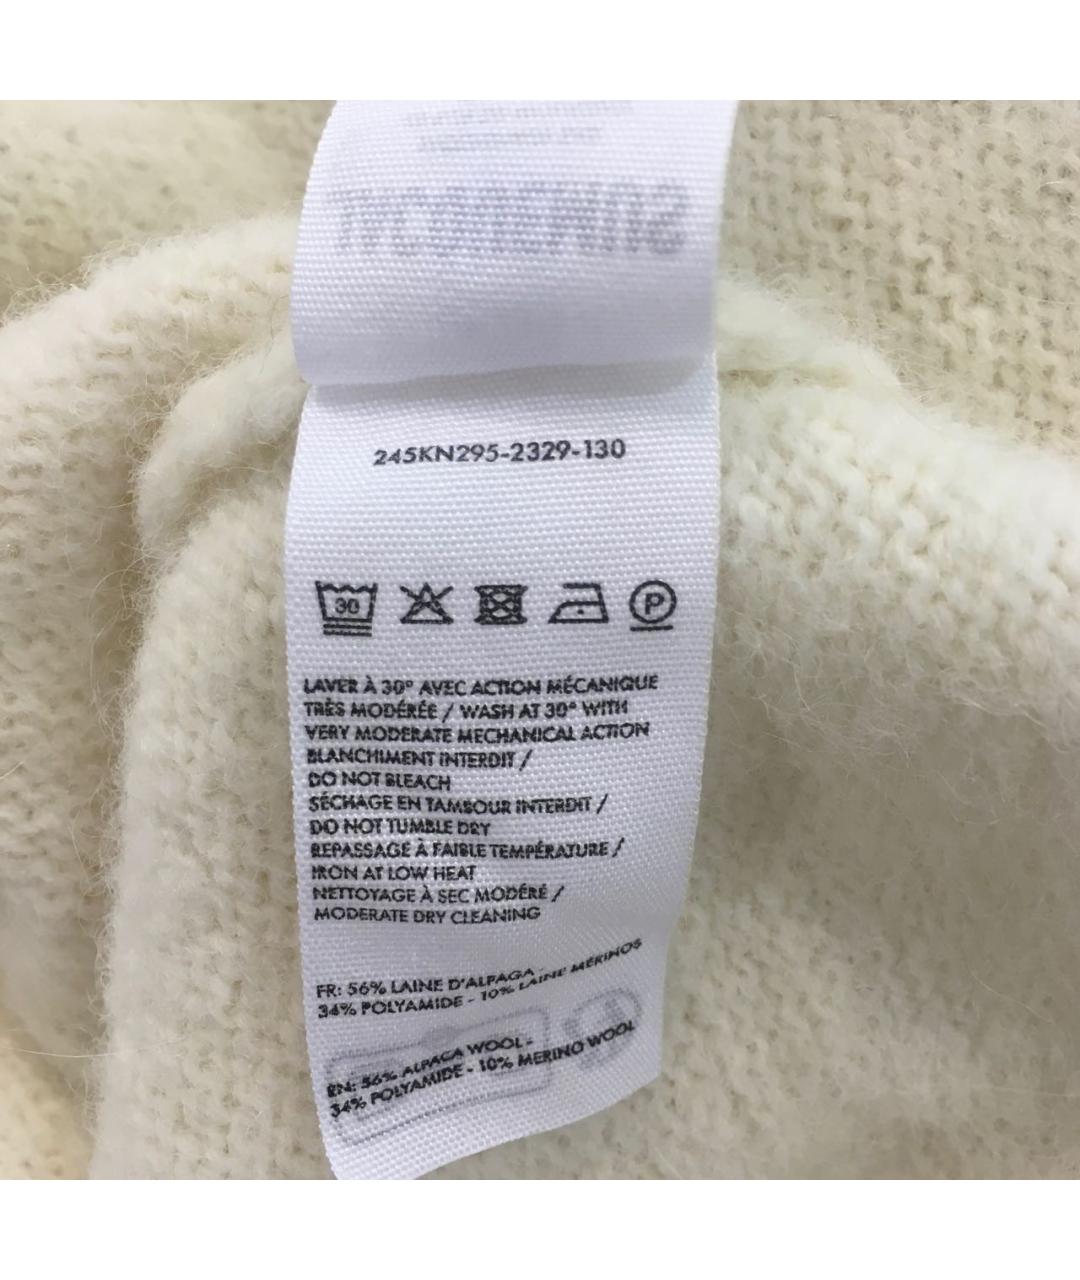 245KN295-2329-130
30 P
LAVER À 30° AVEC ACTION MÉCANIQUE
TRÈS MODÉRÉE / WASH AT 30° WITH
VERY MODERATE MECHANICAL ACTION
BLANCHIMENT INTERDIT /
DO NOT BLEACH
SÉCHAGE EN TAMBOUR INTERDIT /
DO NOT TUMBLE DRY
REPASSAGE À FAIBLE TEMPÉRATURE /
IRON AT LOW HEAT
NETTOYAGE À SEC MODÉRÉ /
MODERATE DRY CLEANING
FR: 56% LAINE D'ALPAGA -
34% POLYAMIDE - 10% LAINE MÉRINOS
EN: 56% ALPACA WOOL -
34% POLYAMIDE - 10% MERINO WOOL